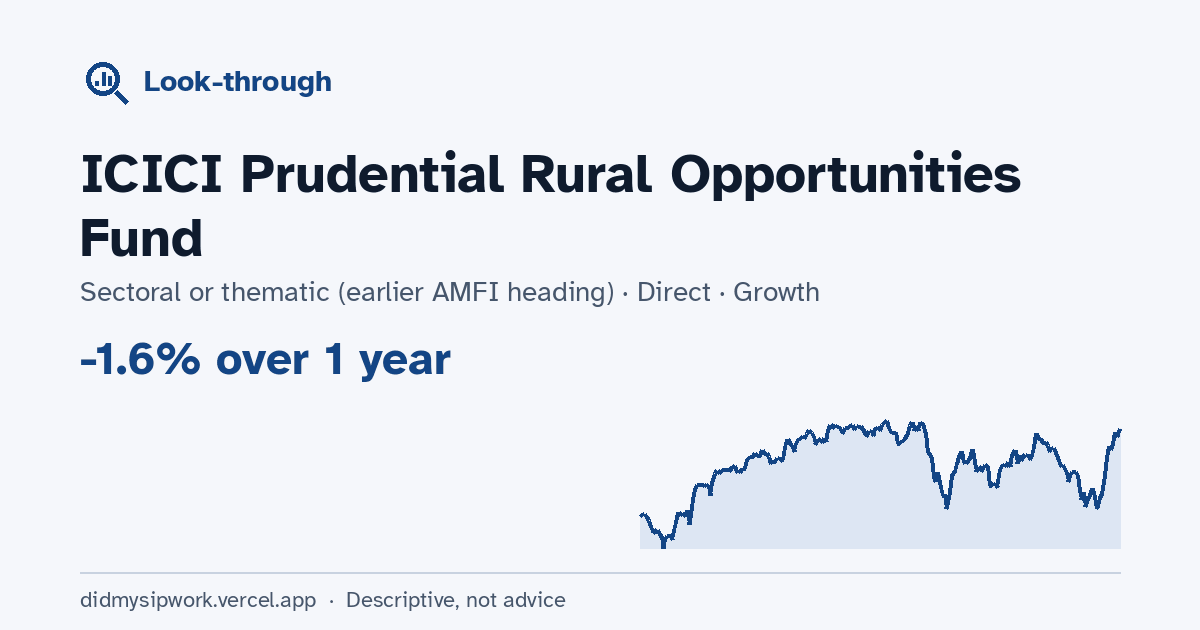 Look-through
ICICI Prudential Rural Opportunities
Fund
Sectoral or thematic (earlier AMFI heading) · Direct · Growth
-1.6% over 1 year
didmysipwork.vercel.app · Descriptive, not advice